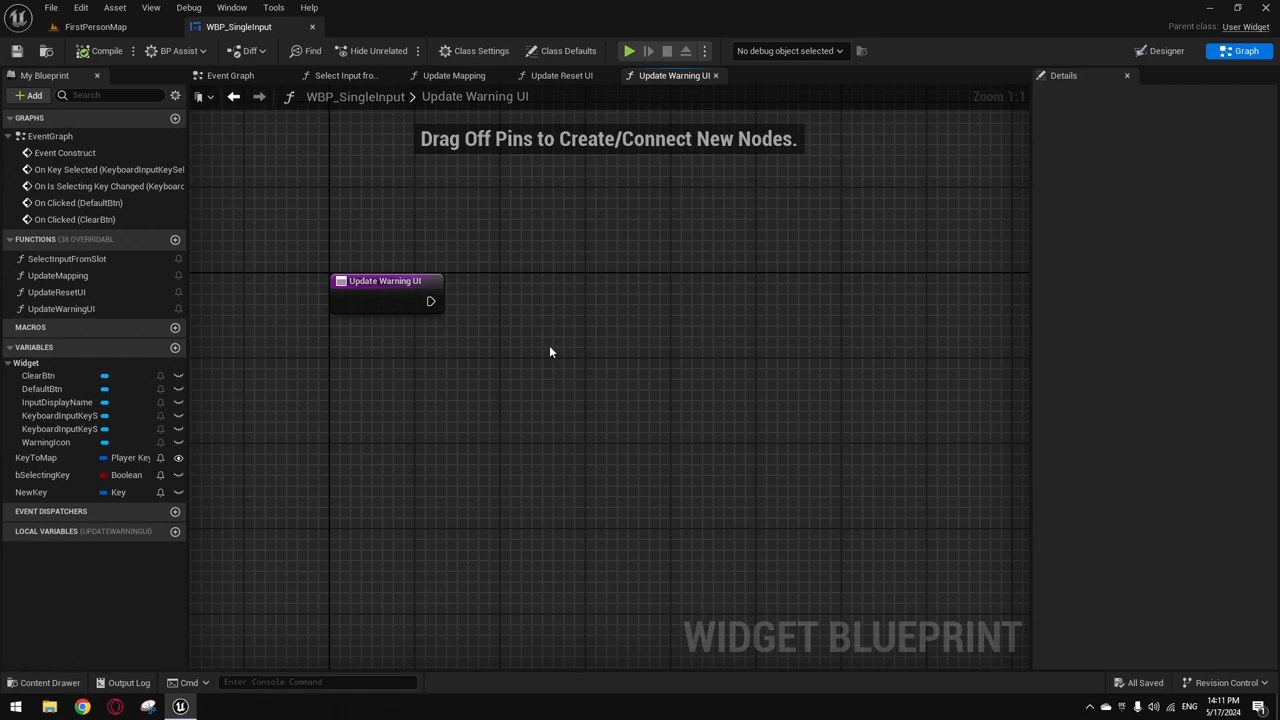 File Edit Asset View Debug Window Tools Help
FirstPersonMap
WBP_SingleInput
Parent class: User Widget
Compile
BP Assist
Diff
Find
Hide Unrelated
Class Settings
Class Defaults
No debug object selected
Designer
Graph
My Blueprint
Event Graph
Select Input fro...
Update Mapping
Update Reset UI
Update Warning UI
Details
Add
Search
WBP_SingleInput > Update Warning UI
Zoom 1:1
GRAPHS
EventGraph
Event Construct
On Key Selected (KeyboardInputKeySel
On Is Selecting Key Changed (Keyboard
On Clicked (DefaultBtn)
On Clicked (ClearBtn)
FUNCTIONS (38 OVERRIDABL
SelectInputFromSlot
UpdateMapping
UpdateResetUI
UpdateWarningUI
MACROS
VARIABLES
Widget
ClearBtn
DefaultBtn
InputDisplayName
KeyboardInputKeyS
KeyboardInputKeyS
WarningIcon
KeyToMap Player Key
bSelectingKey Boolean
NewKey Key
EVENT DISPATCHERS
LOCAL VARIABLES (UPDATEWARNINGUI)
Drag Off Pins to Create/Connect New Nodes.
Update Warning UI
WIDGET BLUEPRINT
Content Drawer
Output Log
Cmd
Enter Console Command
All Saved
Revision Control
ENG
14:11 PM
5/17/2024